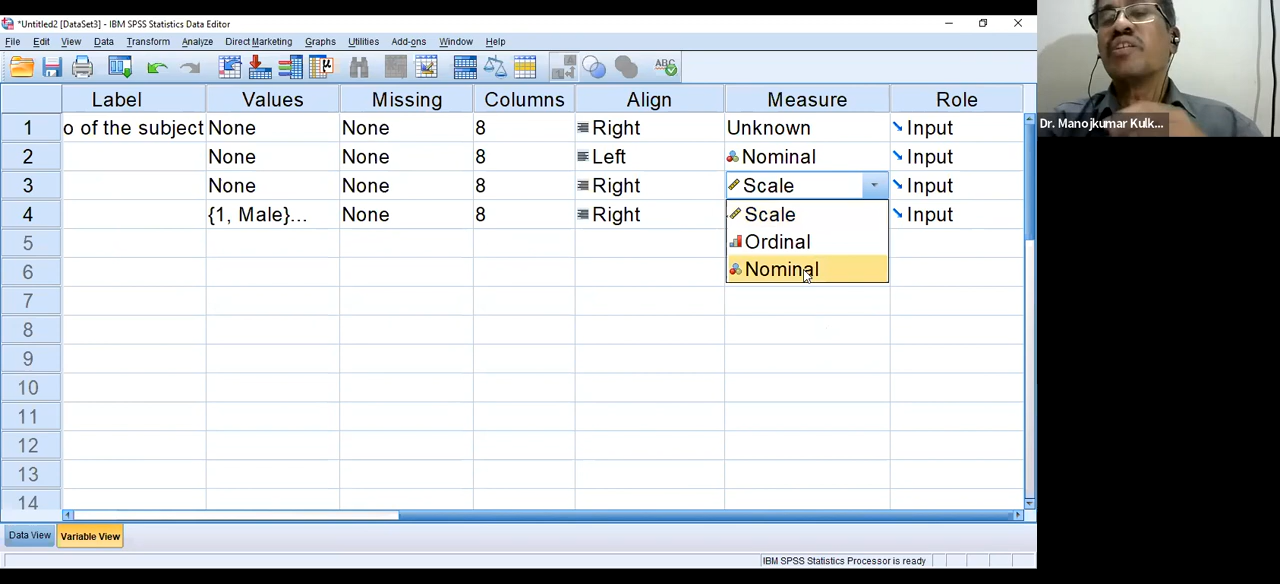 *Untitled2 [DataSet3] - IBM SPSS Statistics Data Editor
File Edit View Data Transform Analyze Direct Marketing Graphs Utilities Add-ons Window Help
Label Values Missing Columns Align Measure Role
1 o of the subject None None 8 Right Unknown Input
2 None None 8 Left Nominal Input
3 None None 8 Right Scale Input
4 {1, Male}... None 8 Right Scale Input
5 Ordinal
6 Nominal
7
8
9
10
11
12
13
14
Data View Variable View
IBM SPSS Statistics Processor is ready
Dr. Manojkumar Kulk...